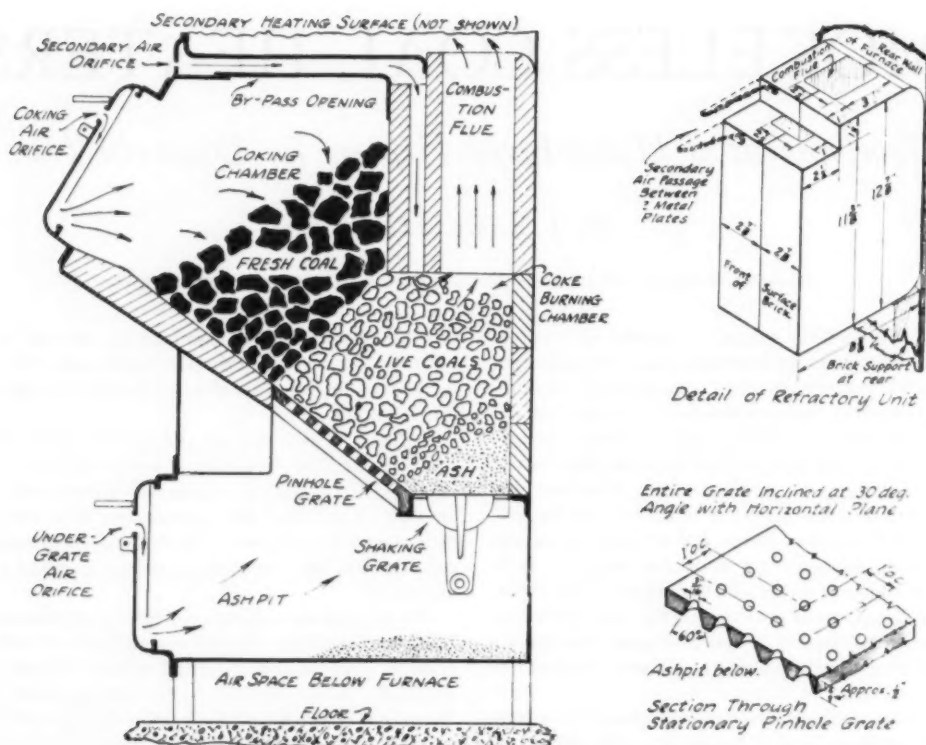 SECONDARY HEATING SURFACE (NOT SHOWN)
SECONDARY AIR
ORIFICE
COKING
AIR
ORIFICE
BY-PASS OPENING
COMBUS-
TION
FLUE
COKING
CHAMBER
FRESH COAL
COKE
BURNING
CHAMBER
LIVE COALS
ASH
PINHOLE
GRATE
SHAKING
GRATE
UNDER-
GRATE
AIR
ORIFICE
ASHPIT
AIR SPACE BELOW FURNACE
FLOOR
Rear Wall
of Furnace
Combustion
Flue
Secondary
Air Passage
Between
2 Metal
Plates
Front
of
Surface
Brick
Brick Support
at rear
Detail of Refractory Unit
Entire Grate Inclined at 30 deg.
Angle with Horizontal Plane.
60°
Ashpit below.
Approx. ½"
Section Through
Stationary Pinhole Grate